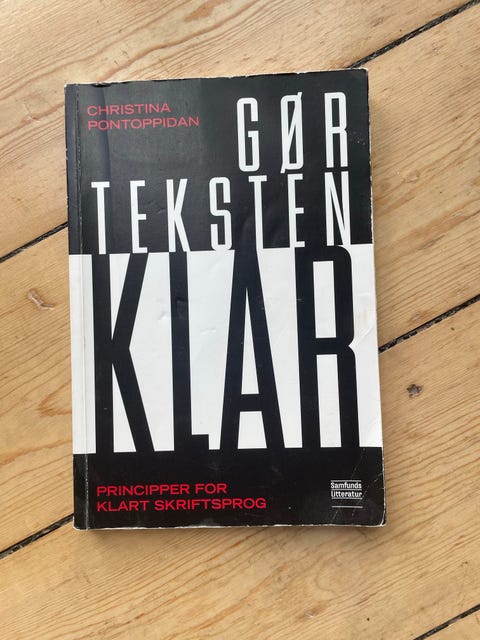 CHRISTINA
PONTOPPIDAN
GØR
TEKSTEN
KLAR
PRINCIPPER FOR
KLART SKRIFTSPROG
Samfunds
Litteratur